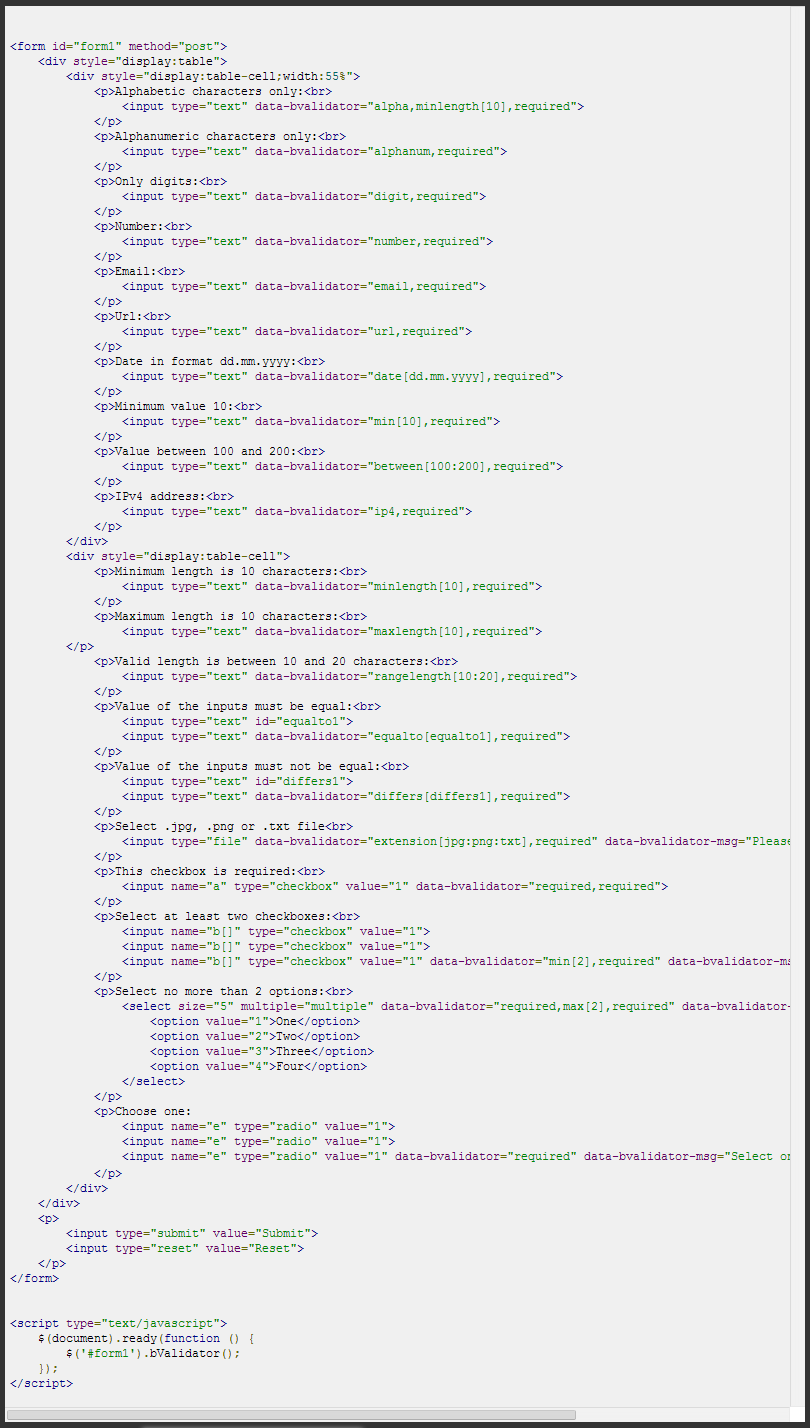 <form id="form1" method="post">
    <div style="display:table">
        <div style="display:table-cell;width:55%">
            <p>Alphabetic characters only:<br>
                <input type="text" data-bvalidator="alpha,minlength[10],required">
            </p>
            <p>Alphanumeric characters only:<br>
                <input type="text" data-bvalidator="alphanum,required">
            </p>
            <p>Only digits:<br>
                <input type="text" data-bvalidator="digit,required">
            </p>
            <p>Number:<br>
                <input type="text" data-bvalidator="number,required">
            </p>
            <p>Email:<br>
                <input type="text" data-bvalidator="email,required">
            </p>
            <p>Url:<br>
                <input type="text" data-bvalidator="url,required">
            </p>
            <p>Date in format dd.mm.yyyy:<br>
                <input type="text" data-bvalidator="date[dd.mm.yyyy],required">
            </p>
            <p>Minimum value 10:<br>
                <input type="text" data-bvalidator="min[10],required">
            </p>
            <p>Value between 100 and 200:<br>
                <input type="text" data-bvalidator="between[100:200],required">
            </p>
            <p>IPv4 address:<br>
                <input type="text" data-bvalidator="ip4,required">
            </p>
        </div>
        <div style="display:table-cell">
            <p>Minimum length is 10 characters:<br>
                <input type="text" data-bvalidator="minlength[10],required">
            </p>
            <p>Maximum length is 10 characters:<br>
                <input type="text" data-bvalidator="maxlength[10],required">
        </p>
            <p>Valid length is between 10 and 20 characters:<br>
                <input type="text" data-bvalidator="rangelength[10:20],required">
            </p>
            <p>Value of the inputs must be equal:<br>
                <input type="text" id="equalto1">
                <input type="text" data-bvalidator="equalto[equalto1],required">
            </p>
            <p>Value of the inputs must not be equal:<br>
                <input type="text" id="differs1">
                <input type="text" data-bvalidator="differs[differs1],required">
            </p>
            <p>Select .jpg, .png or .txt file<br>
                <input type="file" data-bvalidator="extension[jpg:png:txt],required" data-bvalidator-msg="Please
            </p>
            <p>This checkbox is required:<br>
                <input name="a" type="checkbox" value="1" data-bvalidator="required,required">
            </p>
            <p>Select at least two checkboxes:<br>
                <input name="b[]" type="checkbox" value="1">
                <input name="b[]" type="checkbox" value="1">
                <input name="b[]" type="checkbox" value="1" data-bvalidator="min[2],required" data-bvalidator-ms
            </p>
            <p>Select no more than 2 options:<br>
                <select size="5" multiple="multiple" data-bvalidator="required,max[2],required" data-bvalidator-
                    <option value="1">One</option>
                    <option value="2">Two</option>
                    <option value="3">Three</option>
                    <option value="4">Four</option>
                </select>
            </p>
            <p>Choose one:
                <input name="e" type="radio" value="1">
                <input name="e" type="radio" value="1">
                <input name="e" type="radio" value="1" data-bvalidator="required" data-bvalidator-msg="Select on
            </p>
        </div>
    </div>
    <p>
        <input type="submit" value="Submit">
        <input type="reset" value="Reset">
    </p>
</form>
<script type="text/javascript">
    $(document).ready(function () {
        $('#form1').bValidator();
    });
</script>